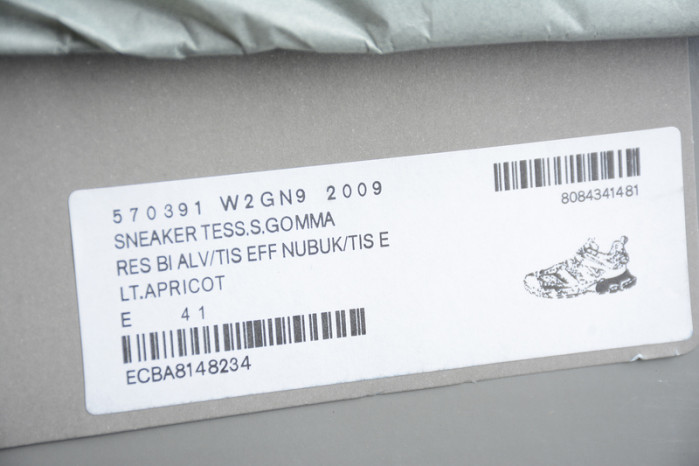 570391 W2GN9 2009
SNEAKER TESS.S.GOMMA
RES BI ALV/TIS EFF NUBUK/TIS E
LT.APRICOT
E 41
ECBA8148234
8084341481